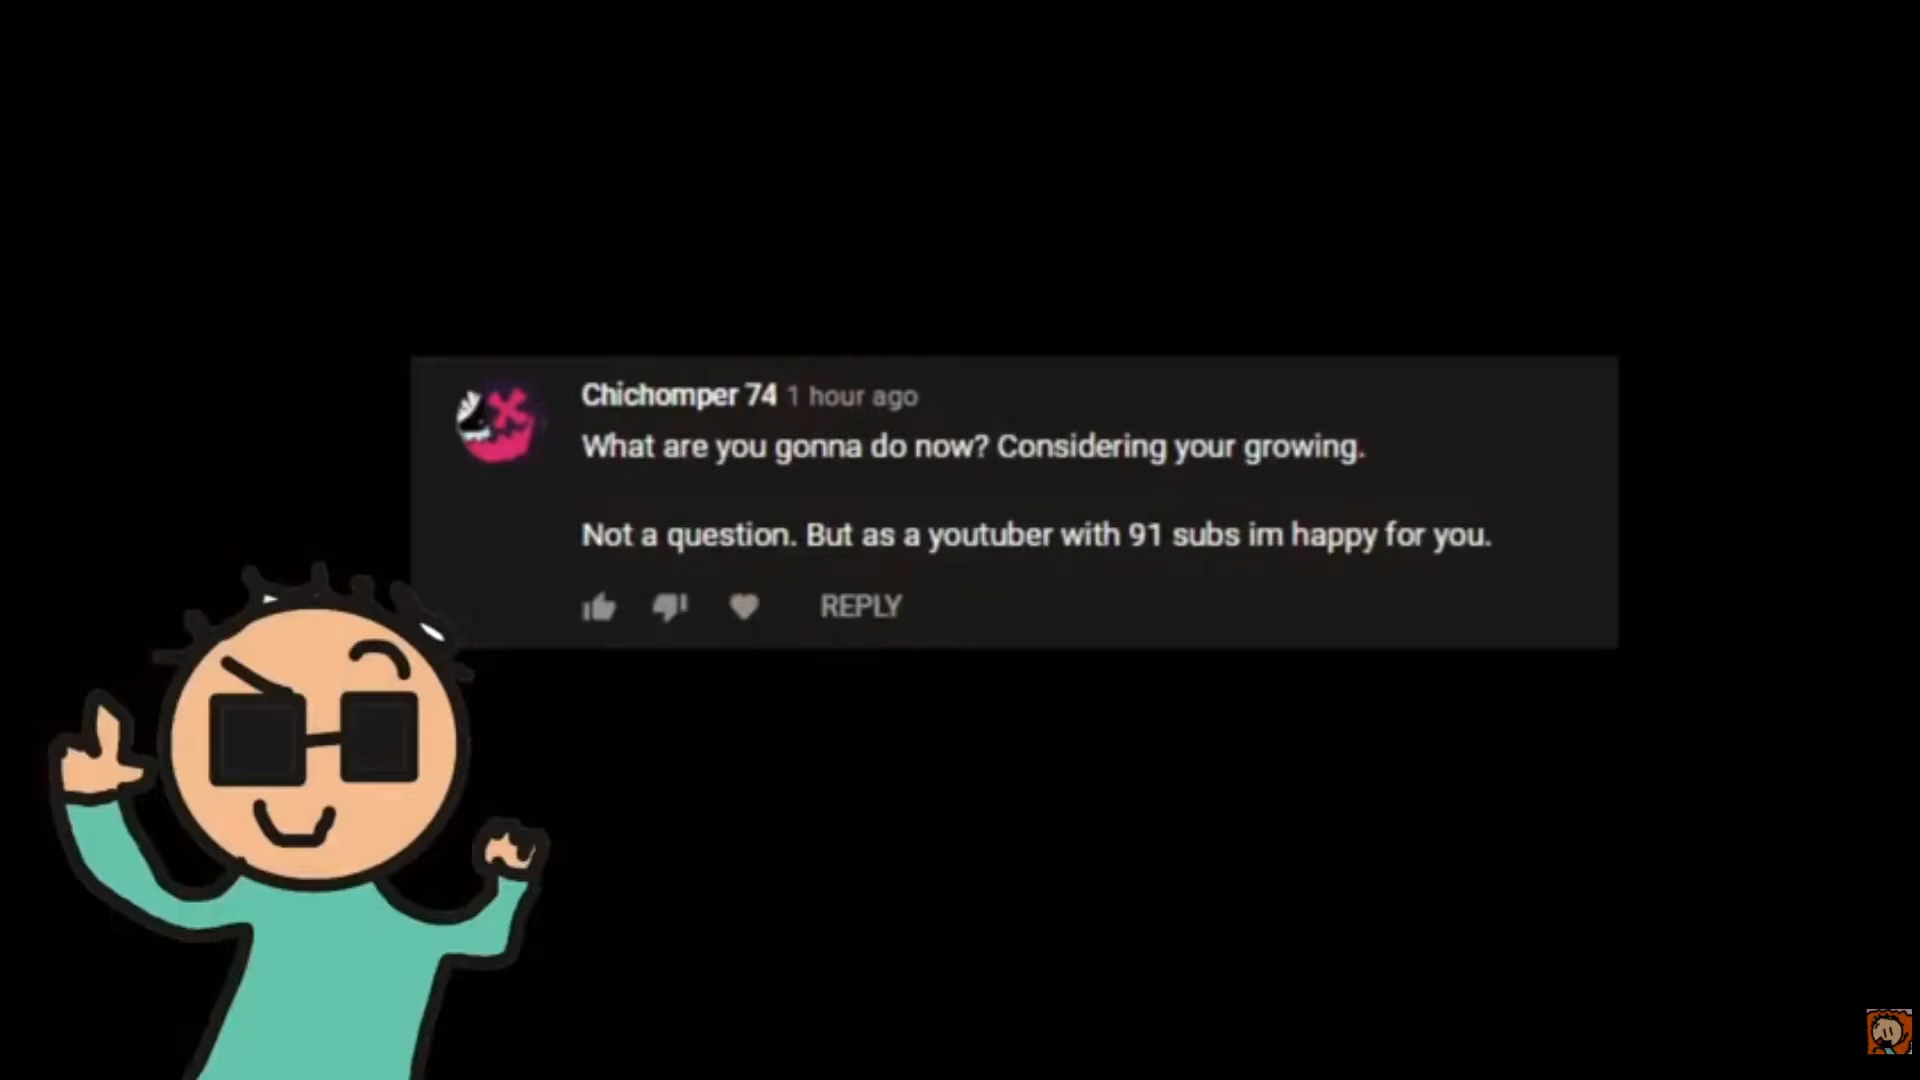 Chichomper 74 1 hour ago
What are you gonna do now? Considering your growing.
Not a question. But as a youtuber with 91 subs im happy for you.
REPLY